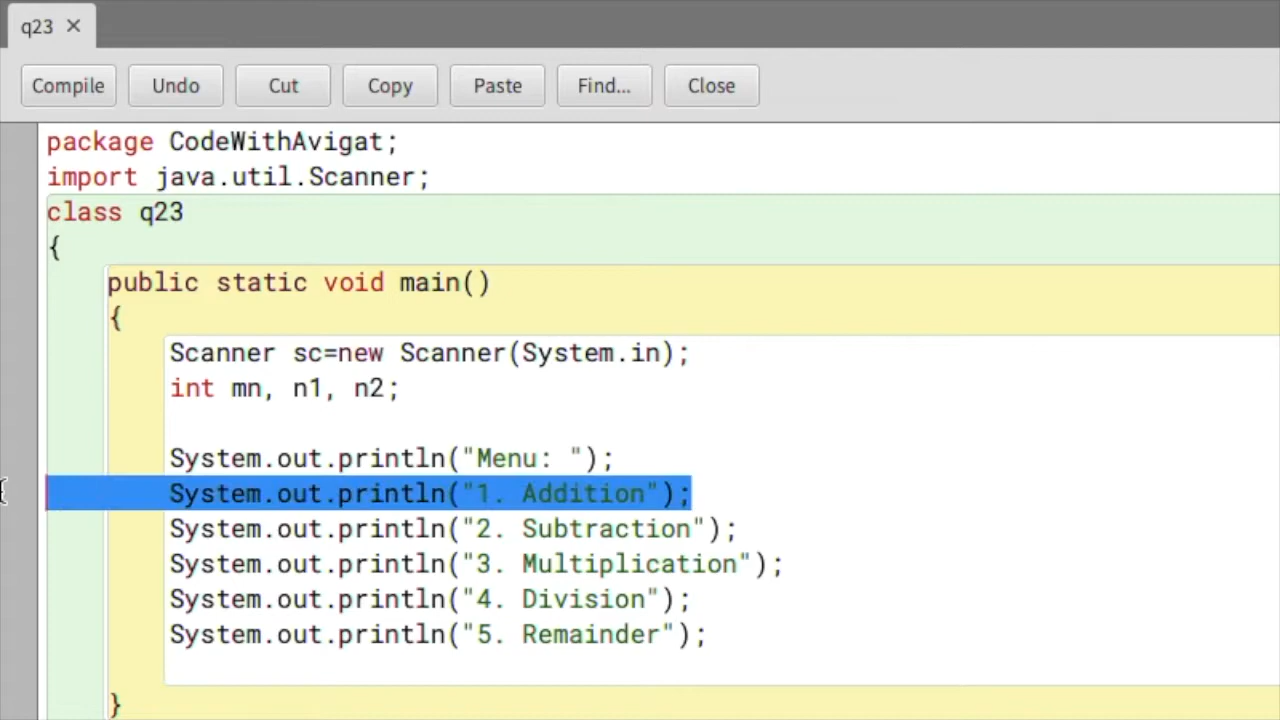 q23 ✕
Compile Undo Cut Copy Paste Find... Close
package CodeWithAvigat;
import java.util.Scanner;
class q23
{
public static void main()
{
Scanner sc=new Scanner(System.in);
int mn, n1, n2;
System.out.println("Menu: ");
System.out.println("1. Addition");
System.out.println("2. Subtraction");
System.out.println("3. Multiplication");
System.out.println("4. Division");
System.out.println("5. Remainder");
}